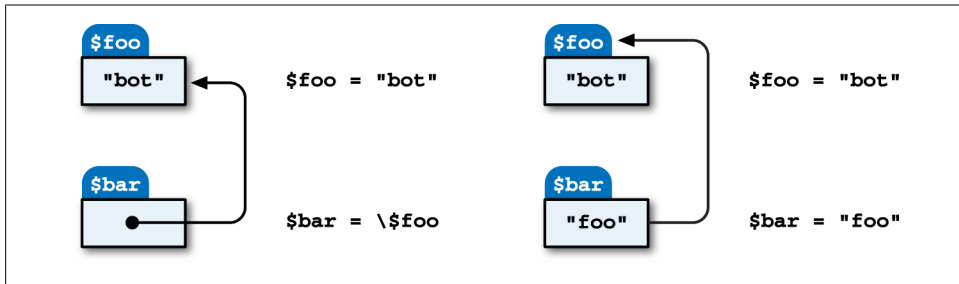 $foo $foo
"bot" $foo = "bot" "bot" $foo = "bot"
$bar $bar
$bar = \$foo "foo" $bar = "foo"